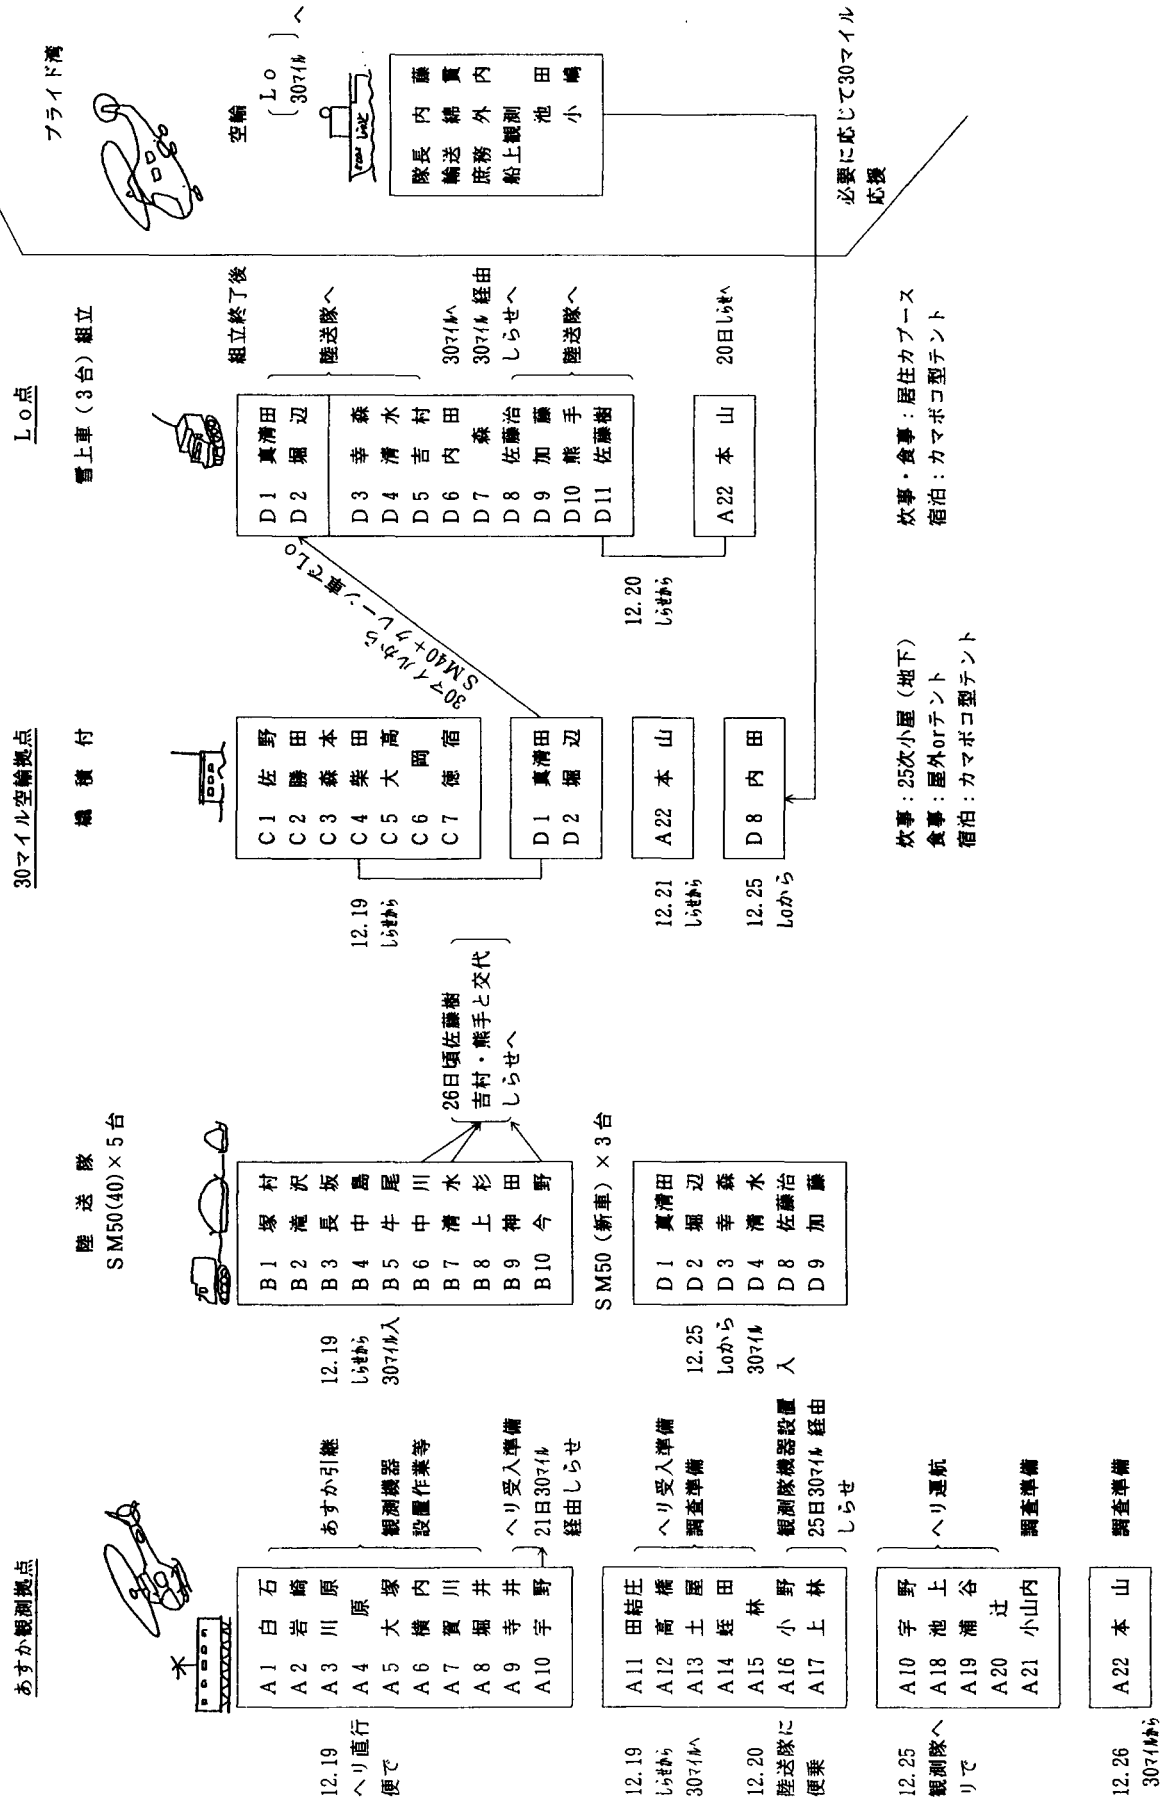 あすか観測拠点
12.19
ヘリ直行
便で
A1 白石
A2 岩崎
A3 川原
A4 原
A5 大塚
A6 横内
A7 賀川
A8 堀井
A9 寺井
A10 宇野
あすか引継
観測機器
設置作業等
ヘリ受入準備
21日30マイル
経由しらせ
12.19
しらせから
30マイルへ
12.20
陸送隊に
便乗
A11 田結庄
A12 高橋
A13 土屋
A14 蛭田
A15 林
A16 小野
A17 上林
ヘリ受入準備
調査準備
観測隊機器設置
25日30マイル経由
しらせ
12.25
観測隊ヘ
リで
A10 宇野
A18 池上
A19 浦谷
A20 辻
A21 小山内
ヘリ運航
調査準備
12.26
30マイルから
A22 本山
調査準備
陸送隊
SM50(40)×5台
12.19
しらせから
30マイル入
B1 塚村
B2 滝沢
B3 長坂
B4 中島
B5 牛尾
B6 中川
B7 清水
B8 上杉
B9 神田
B10 今野
26日頃佐藤樹
吉村・熊手と交代
しらせへ
SM50(新車)×3台
12.25
Loから
30マイル
入
D1 真清田
D2 堀辺
D3 幸森
D4 清水
D8 佐藤治
D9 加藤
30マイル空輸拠点
機積付
12.19
しらせから
C1 佐野
C2 勝田
C3 森本
C4 柴田
C5 大高
C6 岡
C7 徳宿
D1 真清田
D2 堀辺
30マイルから
SM40+クレーン車でLo
12.21
しらせから
A22 本山
12.25
Loから
D8 内田
炊事:25次小屋(地下)
食事:屋外orテント
宿泊:カマボコ型テント
Lo点
雪上車(3台)組立
12.20
しらせから
D1 真清田
D2 堀辺
D3 幸森
D4 清水
D5 吉村
D6 内田
D7 森
D8 佐藤治
D9 加藤
D10 熊手
D11 佐藤樹
組立終了後
陸送隊へ
30マイルへ
30マイル経由
しらせへ
陸送隊へ
A22 本山
20日しらせへ
炊事・食事:居住カブース
宿泊:カマボコ型テント
ブライド湾
空輸
Lo
30マイル
へ
隊長 内藤
輸送 綿貫
庶務 外内
船上観測
池田
小嶋
必要に応じて30マイル
応援